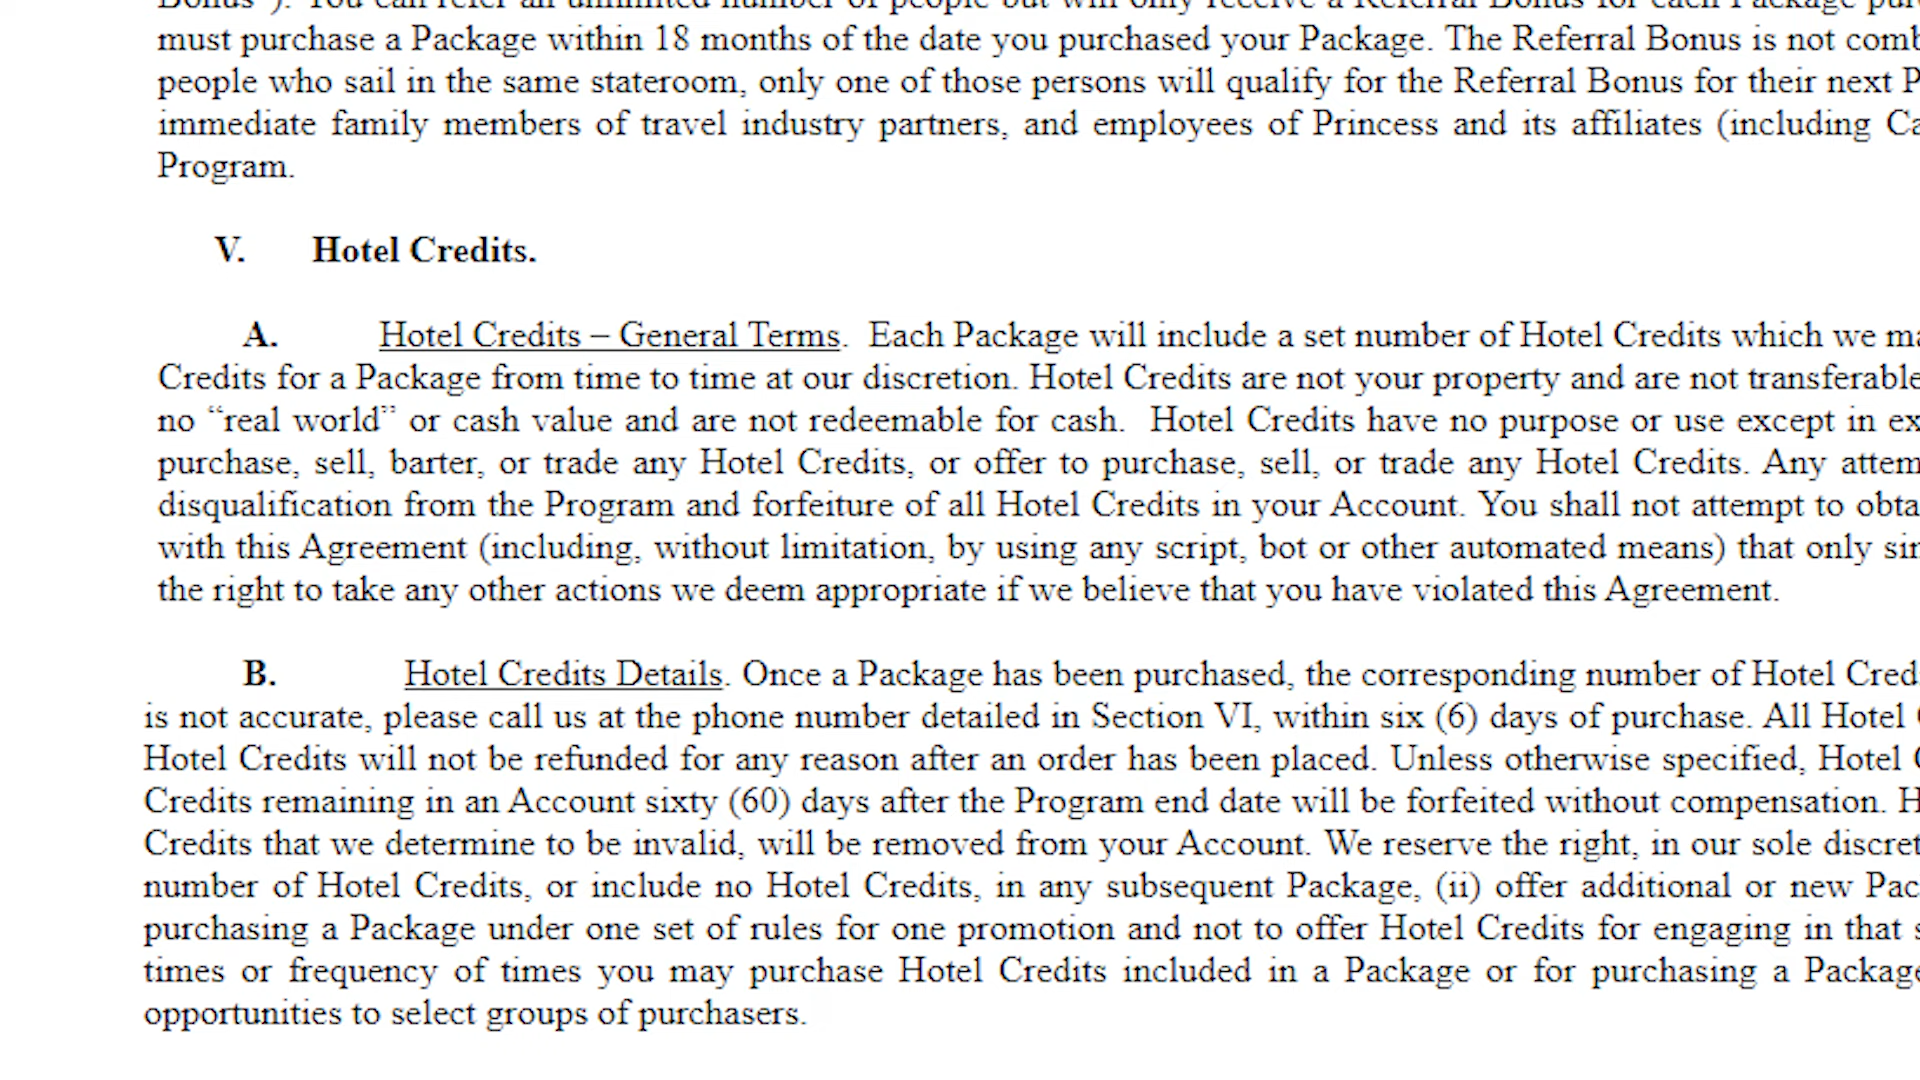 must purchase a Package within 18 months of the date you purchased your Package. The Referral Bonus is not
people who sail in the same stateroom, only one of those persons will qualify for the Referral Bonus for their next
immediate family members of travel industry partners, and employees of Princess and its affiliates (including
Program.
V. Hotel Credits.
A. Hotel Credits – General Terms. Each Package will include a set number of Hotel Credits which we
Credits for a Package from time to time at our discretion. Hotel Credits are not your property and are not transferable
no “real world” or cash value and are not redeemable for cash. Hotel Credits have no purpose or use except in
purchase, sell, barter, or trade any Hotel Credits, or offer to purchase, sell, or trade any Hotel Credits. Any
disqualification from the Program and forfeiture of all Hotel Credits in your Account. You shall not attempt to
with this Agreement (including, without limitation, by using any script, bot or other automated means) that only
the right to take any other actions we deem appropriate if we believe that you have violated this Agreement.
B. Hotel Credits Details. Once a Package has been purchased, the corresponding number of Hotel
is not accurate, please call us at the phone number detailed in Section VI, within six (6) days of purchase. All Hotel
Hotel Credits will not be refunded for any reason after an order has been placed. Unless otherwise specified, Hotel
Credits remaining in an Account sixty (60) days after the Program end date will be forfeited without compensation.
Credits that we determine to be invalid, will be removed from your Account. We reserve the right, in our sole
number of Hotel Credits, or include no Hotel Credits, in any subsequent Package, (ii) offer additional or new
purchasing a Package under one set of rules for one promotion and not to offer Hotel Credits for engaging in that
times or frequency of times you may purchase Hotel Credits included in a Package or for purchasing a Package
opportunities to select groups of purchasers.